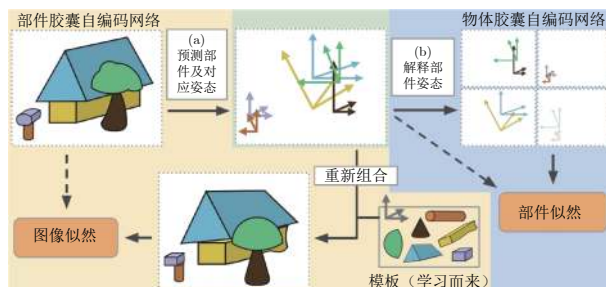 部件胶囊自编码网络
物体胶囊自编码网络
(a)
预测部
件及对
应姿态
(b)
解释部
件姿态
重新组合
图像似然
部件似然
模板（学习而来）